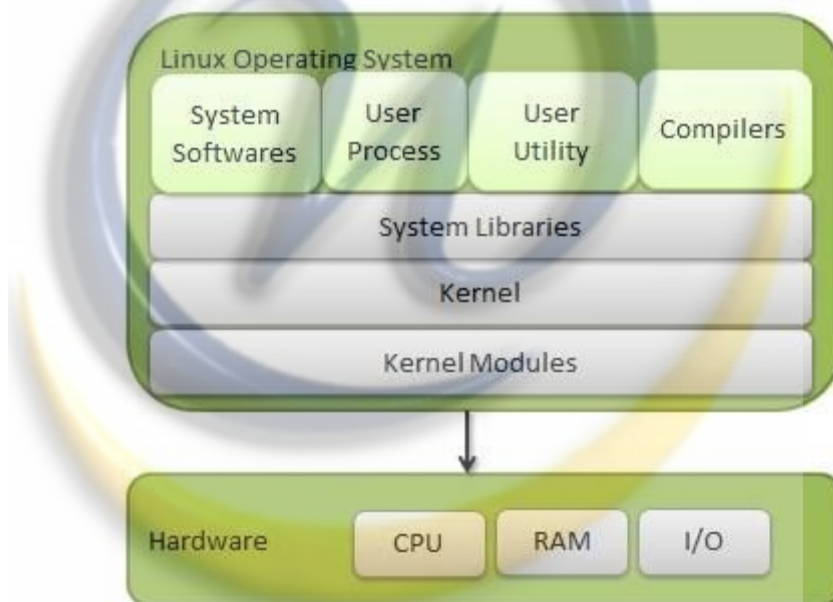 Linux Operating System
System
Softwares
User
Process
User
Utility
Compilers
System Libraries
Kernel
Kernel Modules
Hardware
CPU
RAM
I/O